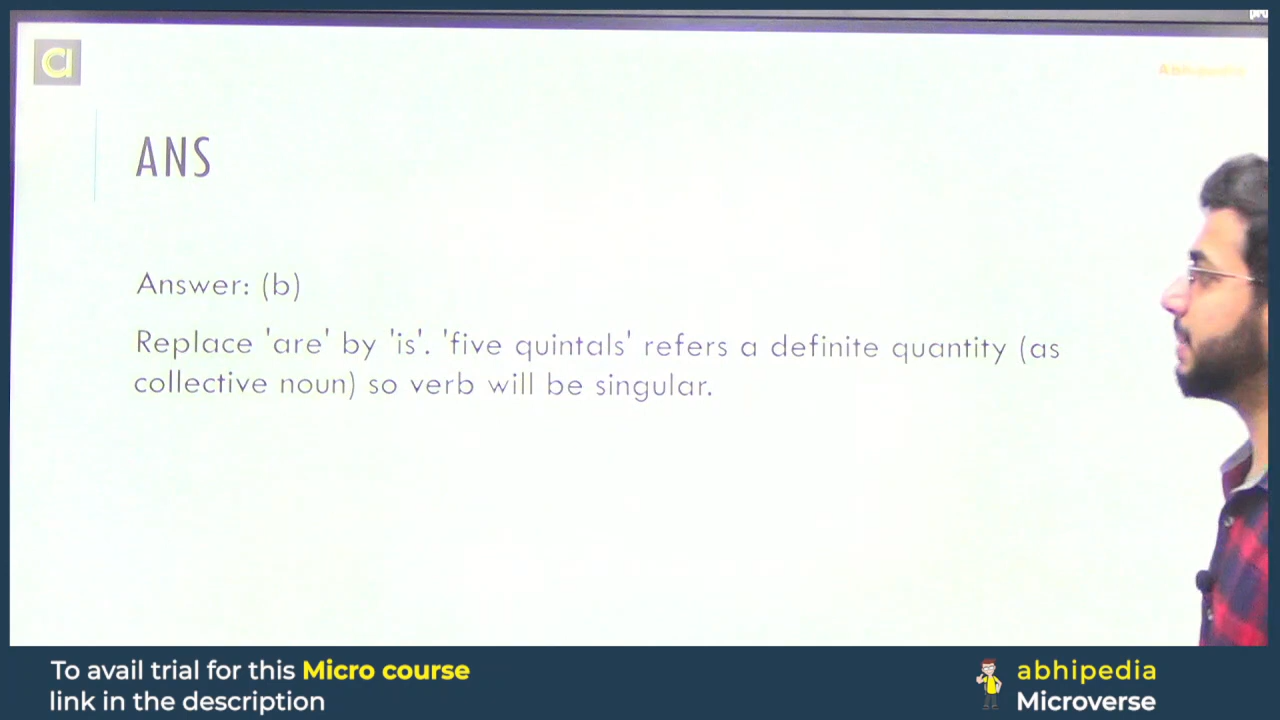 ANS
Answer: (b)
Replace 'are' by 'is'. 'five quintals' refers a definite quantity (as
collective noun) so verb will be singular.
To avail trial for this Micro course
link in the description
abhipedia
Microverse